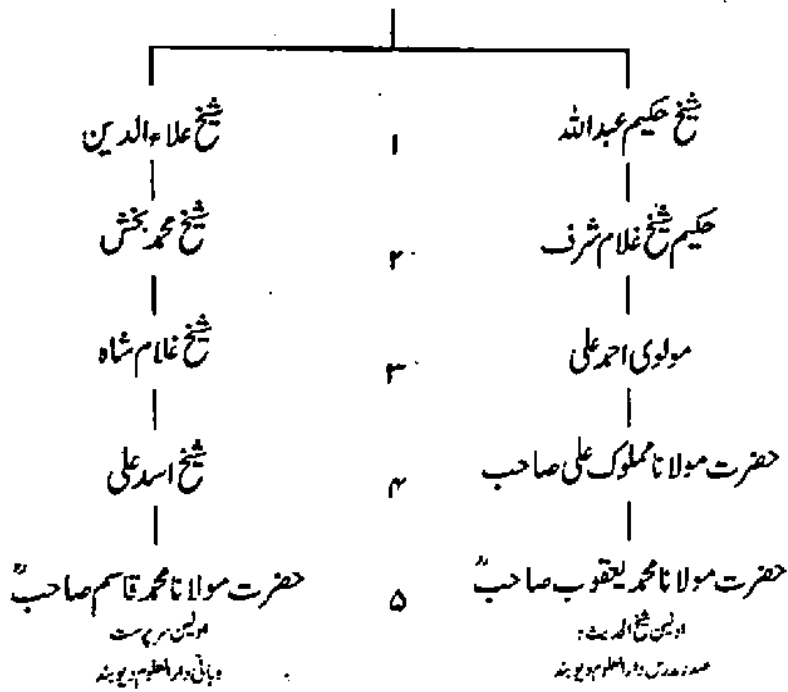 شیخ حکیم عبداللہ ۱ شیخ علاءالدین
حکیم شیخ غلام شرف ۲ شیخ محمد بخش
مولوی احمد علی ۳ شیخ غلام شاہ
حضرت مولانا مملوک علی صاحب ۴ شیخ اسد علی
حضرت مولانا محمد یعقوب صاحبؒ ۵ حضرت مولانا محمد قاسم صاحبؒ
اولین شیخ الحدیث و اولین سرپرست
صدر مدرس دارالعلوم دیوبند وبانی دارالعلوم دیوبند